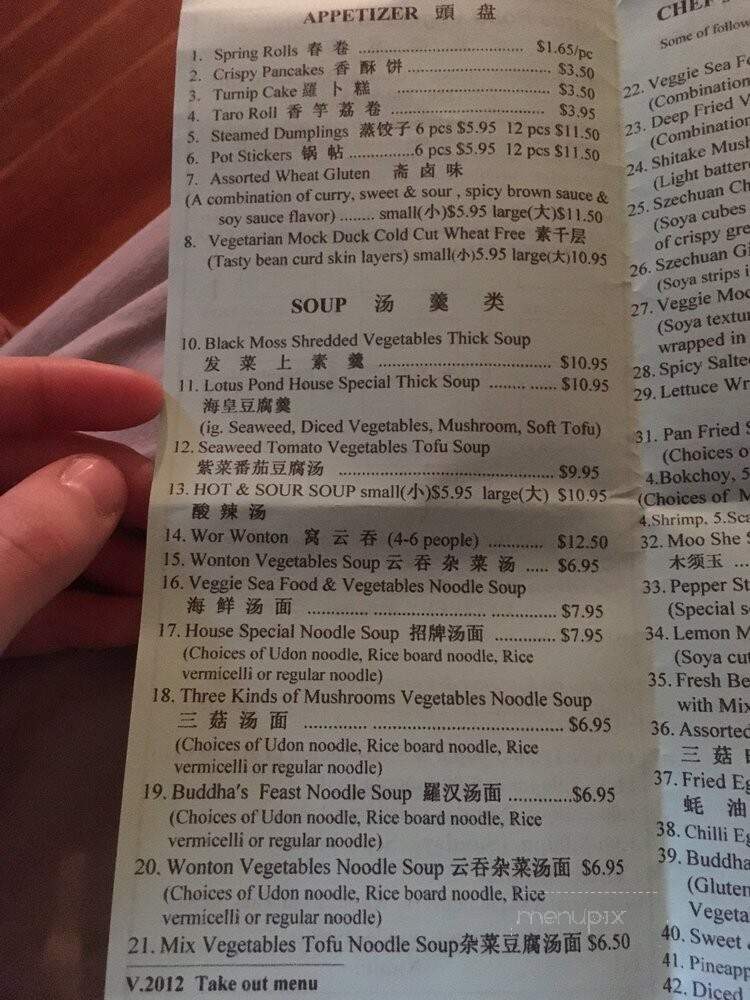 APPETIZER 頭 盘
1. Spring Rolls 春 卷 ..................................... $1.65/pc
2. Crispy Pancakes 香 酥 饼 ................................ $3.50
3. Turnip Cake 羅 卜 糕 .................................. $3.50
4. Taro Roll 香 竽 荔 卷 .................................. $3.95
5. Steamed Dumplings 蒸饺子 6 pcs $5.95 12 pcs $11.50
6. Pot Stickers 锅 帖 ...............6 pcs $5.95 12 pcs $11.50
7. Assorted Wheat Gluten 斋 卤 味
(A combination of curry, sweet & sour , spicy brown sauce &
soy sauce flavor) ........ small(小)$5.95 large(大)$11.50
8. Vegetarian Mock Duck Cold Cut Wheat Free 素千层
(Tasty bean curd skin layers) small(小)5.95 large(大)10.95
SOUP 汤 羹 类
10. Black Moss Shredded Vegetables Thick Soup
发 菜 上 素 羹 ...................................... $10.95
11. Lotus Pond House Special Thick Soup ........ ...... $10.95
海皇豆腐羹
(ig. Seaweed, Diced Vegetables, Mushroom, Soft Tofu)
12. Seaweed Tomato Vegetables Tofu Soup
紫菜番茄豆腐汤 ............................................... $9.95
13. HOT & SOUR SOUP small(小)$5.95 large(大) $10.95
酸 辣 汤
14. Wor Wonton 窝 云 吞 (4-6 people) ............ $12.50
15. Wonton Vegetables Soup 云 吞 杂 菜 汤 ..... $6.95
16. Veggie Sea Food & Vegetables Noodle Soup
海 鲜 汤 面 ............. ............................ .............. $7.95
17. House Special Noodle Soup 招牌汤面 ............. $7.95
(Choices of Udon noodle, Rice board noodle, Rice
vermicelli or regular noodle)
18. Three Kinds of Mushrooms Vegetables Noodle Soup
三 菇 汤 面 ............. .......................................... $6.95
(Choices of Udon noodle, Rice board noodle, Rice
vermicelli or regular noodle)
19. Buddha's Feast Noodle Soup 羅汉汤面 .............$6.95
(Choices of Udon noodle, Rice board noodle, Rice
vermicelli or regular noodle)
20. Wonton Vegetables Noodle Soup 云吞杂菜汤面 $6.95
(Choices of Udon noodle, Rice board noodle, Rice
vermicelli or regular noodle)
21. Mix Vegetables Tofu Noodle Soup杂菜豆腐汤面 $6.50
V.2012 Take out menu
Some of
22. Veggie Sea
(Combination
23. Deep Fried
(Combination
24. Shitake
(Light
25. Szechuan
(Soya cubes
of crispy
26. Szechuan
(Soya strips
27. Veggie
(Soya
wrapped in
28. Spicy
29. Lettuce
31. Pan Fried
(Choices
4.Bokchoy,
(Choices of
4.Shrimp,
32. Moo She
木须玉 ...
33. Pepper
(Special
34. Lemon
(Soya
35. Fresh
with
36. Assorted
三 菇
37. Fried
蚝 油
38. Chilli
39. Buddha
40. Sweet
41.
42. Diced
menupix